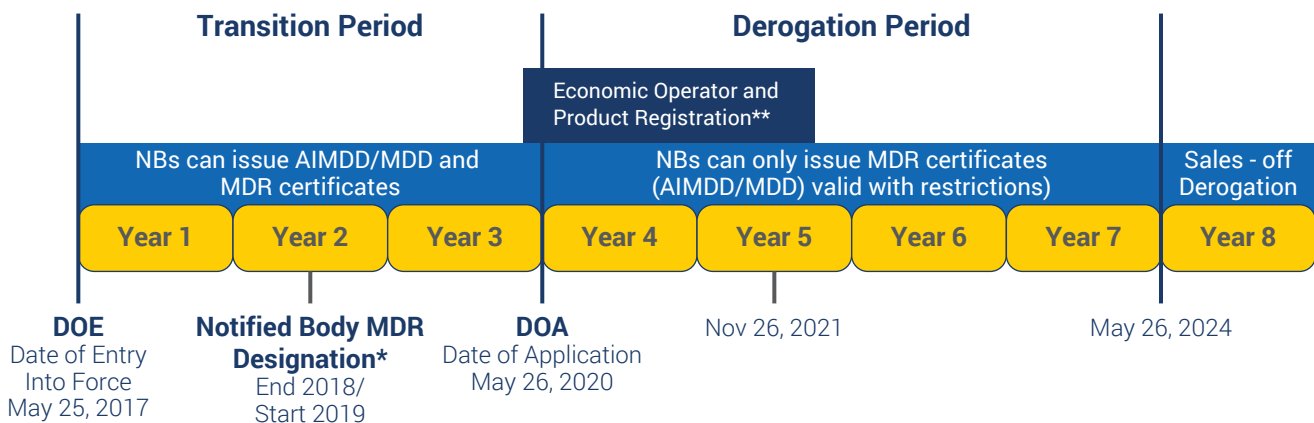 Transition Period
Derogation Period
Economic Operator and
Product Registration**
NBs can issue AIMDD/MDD and
MDR certificates
NBs can only issue MDR certificates
(AIMDD/MDD) valid with restrictions)
Sales - off
Derogation
Year 1
Year 2
Year 3
Year 4
Year 5
Year 6
Year 7
Year 8
DOE
Date of Entry
Into Force
May 25, 2017
Notified Body MDR
Designation*
End 2018/
Start 2019
DOA
Date of Application
May 26, 2020
Nov 26, 2021
May 26, 2024